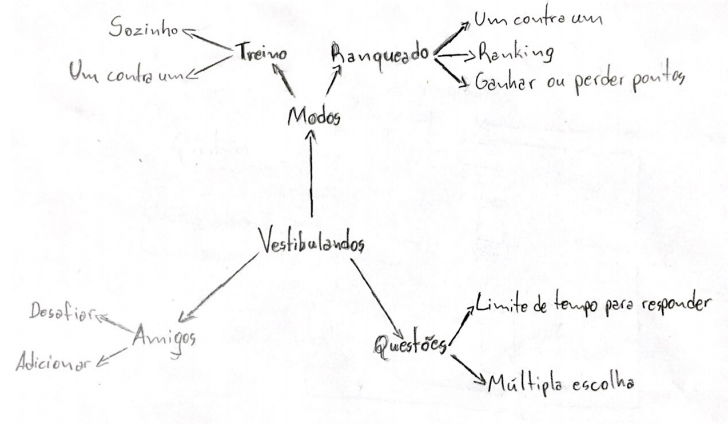 Sozinho
Um contra um
Treino
Ranqueado
Um contra um
Ranking
Ganhar ou perder pontos
Modos
Vestibulandos
Desafiar
Adicionar
Amigos
Questões
Limite de tempo para responder
Múltipla escolha